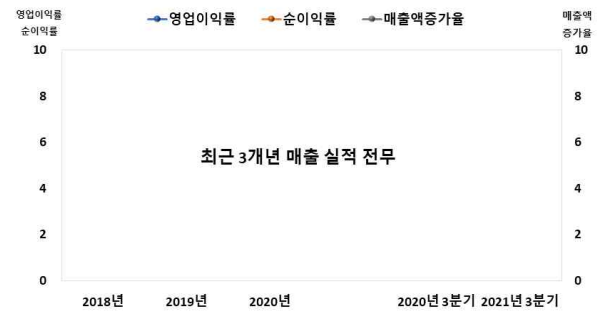 영업이익률
순이익률
영업이익률 순이익률 매출액증가율
매출액
증가율
10 10
8 8
6 6
최근 3개년 매출 실적 전무
4 4
2 2
0 0
2018년 2019년 2020년 2020년 3분기 2021년 3분기